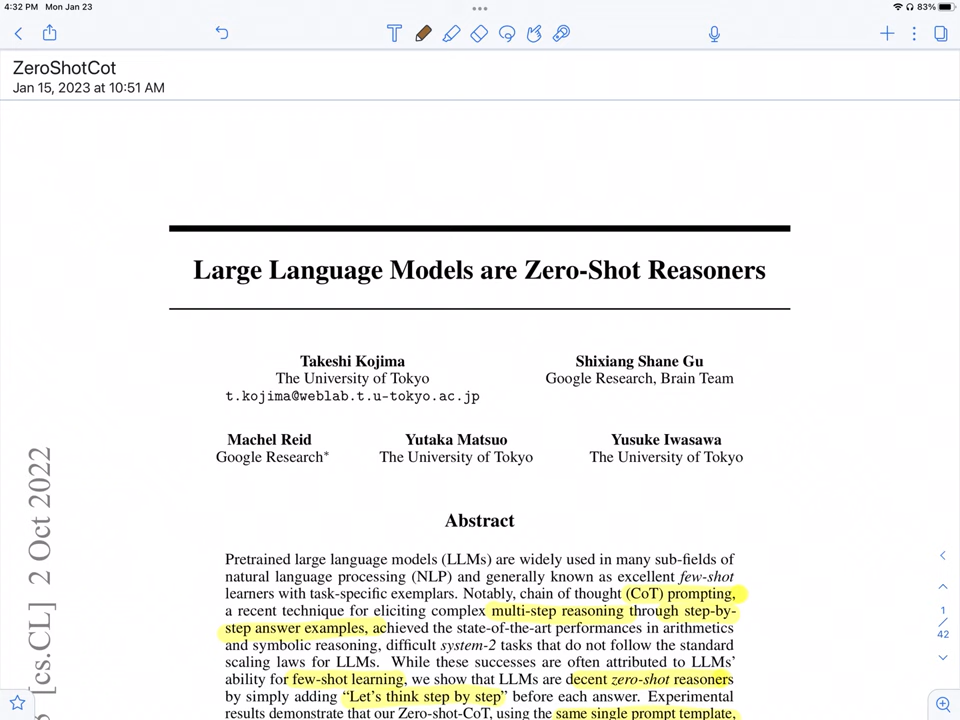 4:32 PM Mon Jan 23
83%
ZeroShotCot
Jan 15, 2023 at 10:51 AM
Large Language Models are Zero-Shot Reasoners
Takeshi Kojima
The University of Tokyo
t.kojima@weblab.t.u-tokyo.ac.jp
Shixiang Shane Gu
Google Research, Brain Team
Machel Reid
Google Research*
Yutaka Matsuo
The University of Tokyo
Yusuke Iwasawa
The University of Tokyo
[cs.CL] 2 Oct 2022
Abstract
Pretrained large language models (LLMs) are widely used in many sub-fields of
natural language processing (NLP) and generally known as excellent few-shot
learners with task-specific exemplars. Notably, chain of thought (CoT) prompting,
a recent technique for eliciting complex multi-step reasoning through step-by-
step answer examples, achieved the state-of-the-art performances in arithmetics
and symbolic reasoning, difficult system-2 tasks that do not follow the standard
scaling laws for LLMs. While these successes are often attributed to LLMs'
ability for few-shot learning, we show that LLMs are decent zero-shot reasoners
by simply adding “Let's think step by step” before each answer. Experimental
results demonstrate that our Zero-shot-CoT, using the same single prompt template,
1
/
42